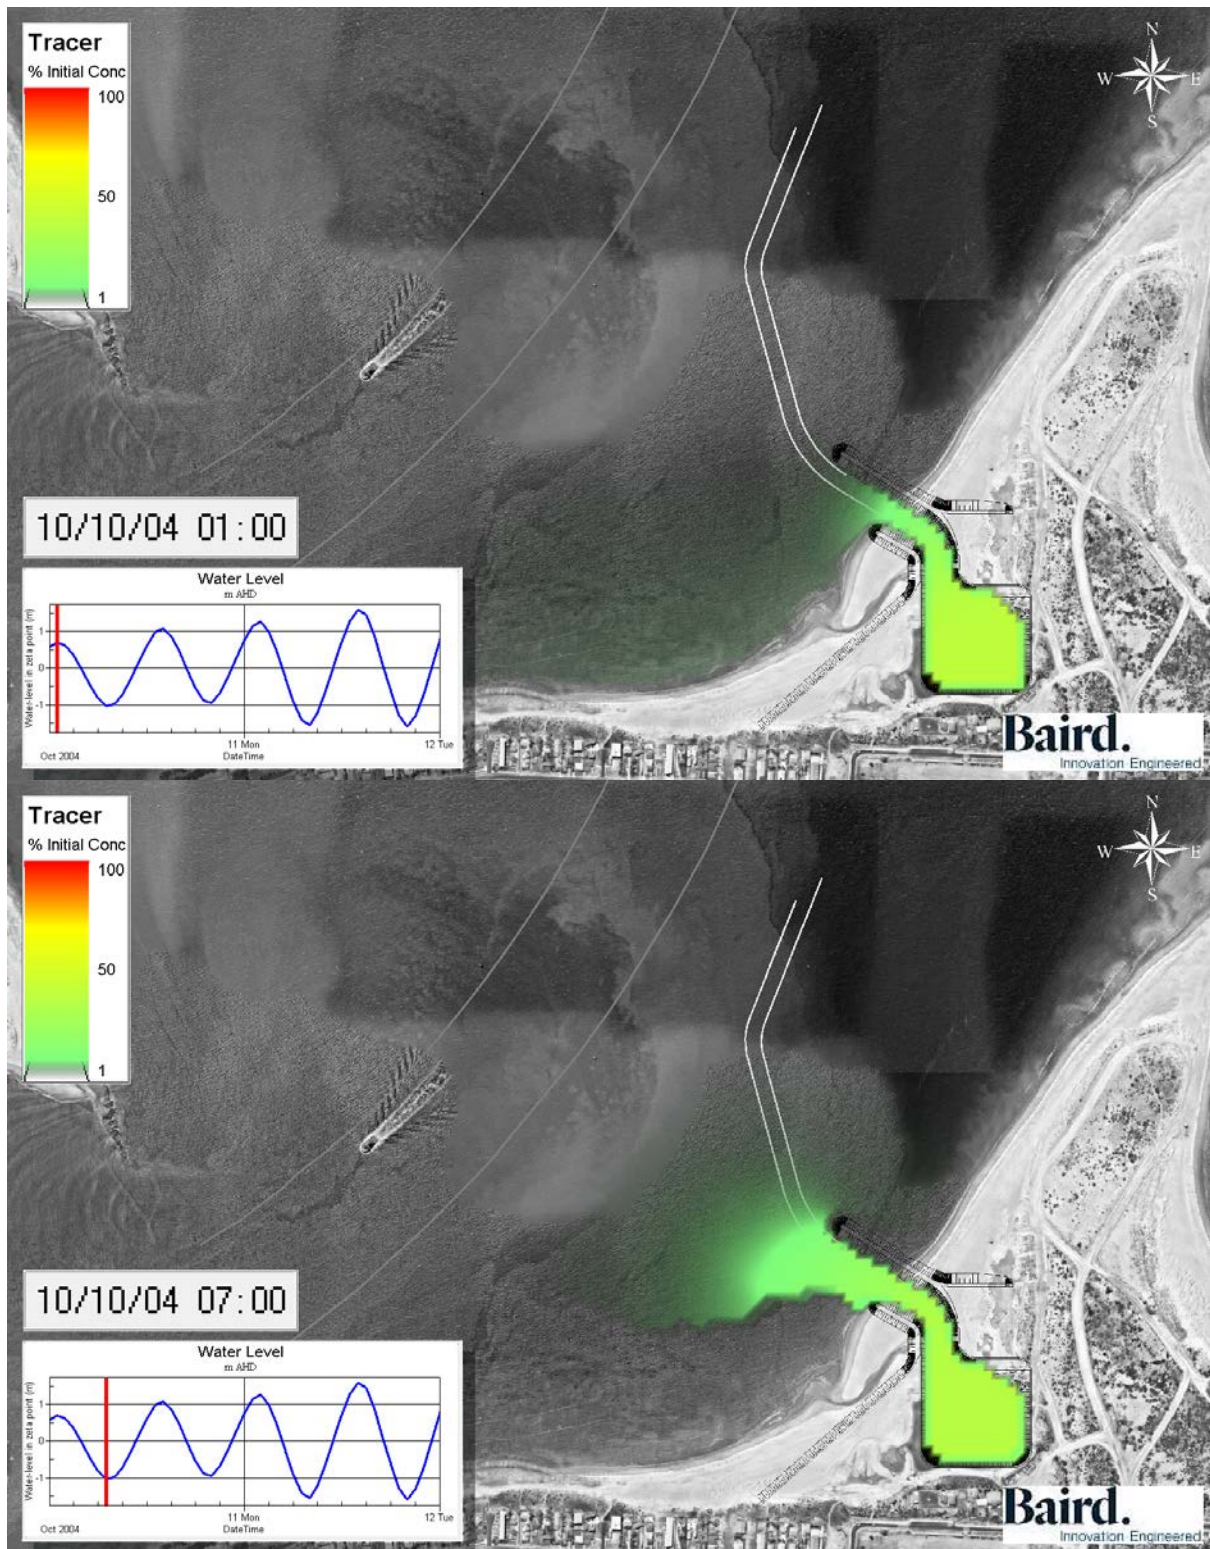 Tracer
% Initial Conc
100
50
1
N
W E
S
10/10/04 01:00
Water Level
m AHD
Water-level in zeta point (m)
1
0
-1
11 Mon
12 Tue
Oct 2004
DateTime
Baird.
Innovation Engineered
Tracer
% Initial Conc
100
50
1
N
W E
S
10/10/04 07:00
Water Level
m AHD
Water-level in zeta point (m)
1
0
-1
11 Mon
12 Tue
Oct 2004
DateTime
Baird.
Innovation Engineered